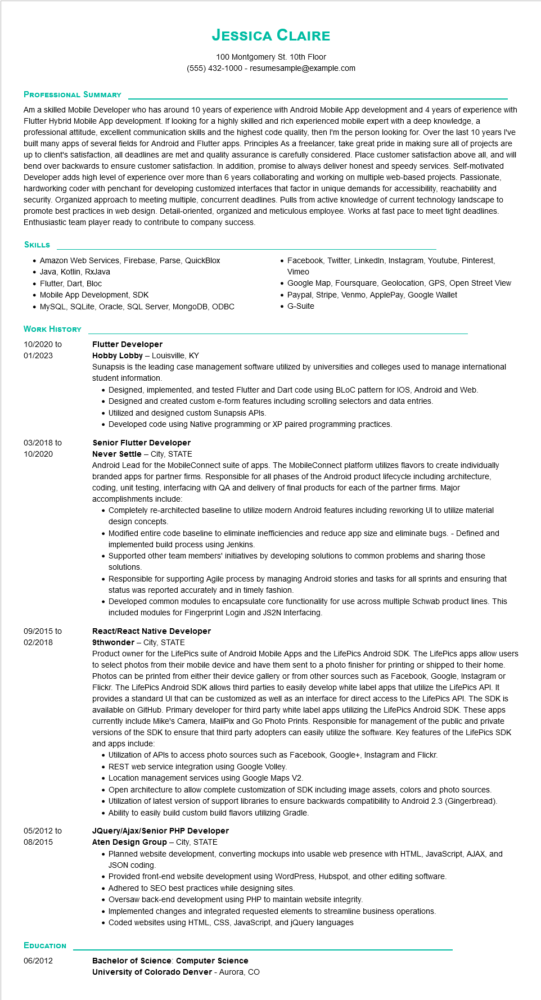 Jessica Claire
100 Montgomery St. 10th Floor
(555) 432-1000 - resumesample@example.com
Professional Summary
Am a skilled Mobile Developer who has around 10 years of experience with Android Mobile App development and 4 years of experience with
Flutter Hybrid Mobile App development. If looking for a highly skilled and rich experienced mobile expert with a deep knowledge, a
professional attitude, excellent communication skills and the highest code quality, then I'm the person looking for. Over the last 10 years I've
built many apps of several fields for Android and Flutter apps. Principles As a freelancer, take great pride in making sure all of projects are
up to client's satisfaction, all deadlines are met and quality assurance is carefully considered. Place customer satisfaction above all, and will
bend over backwards to ensure customer satisfaction. In addition, promise to always deliver honest and speedy services. Self-motivated
Developer adds high level of experience over more than 6 years collaborating and working on multiple web-based projects. Passionate,
hardworking coder with penchant for developing customized interfaces that factor in unique demands for accessibility, reachability and
security. Organized approach to meeting multiple, concurrent deadlines. Pulls from active knowledge of current technology landscape to
promote best practices in web design. Detail-oriented, organized and meticulous employee. Works at fast pace to meet tight deadlines.
Enthusiastic team player ready to contribute to company success.
Skills
• Amazon Web Services, Firebase, Parse, QuickBlox
• Java, Kotlin, RxJava
• Flutter, Dart, Bloc
• Mobile App Development, SDK
• MySQL, SQLite, Oracle, SQL Server, MongoDB, ODBC
• Facebook, Twitter, LinkedIn, Instagram, Youtube, Pinterest,
Vimeo
• Google Map, Foursquare, Geolocation, GPS, Open Street View
• Paypal, Stripe, Venmo, ApplePay, Google Wallet
• G-Suite
Work History
10/2020 to
01/2023
Flutter Developer
Hobby Lobby – Louisville, KY
Sunapsis is the leading case management software utilized by universities and colleges used to manage international
student information.
• Designed, implemented, and tested Flutter and Dart code using BLoC pattern for IOS, Android and Web.
• Designed and created custom e-form features including scrolling selectors and data entries.
• Utilized and designed custom Sunapsis APIs.
• Developed code using Native programming or XP paired programming practices.
03/2018 to
10/2020
Senior Flutter Developer
Never Settle – City, STATE
Android Lead for the MobileConnect suite of apps. The MobileConnect platform utilizes flavors to create individually
branded apps for partner firms. Responsible for all phases of the Android product lifecycle including architecture,
coding, unit testing, interfacing with QA and delivery of final products for each of the partner firms. Major
accomplishments include:
• Completely re-architected baseline to utilize modern Android features including reworking UI to utilize material
design concepts.
• Modified entire code baseline to eliminate inefficiencies and reduce app size and eliminate bugs. - Defined and
implemented build process using Jenkins.
• Supported other team members' initiatives by developing solutions to common problems and sharing those
solutions.
• Responsible for supporting Agile process by managing Android stories and tasks for all sprints and ensuring that
status was reported accurately and in timely fashion.
• Developed common modules to encapsulate core functionality for use across multiple Schwab product lines. This
included modules for Fingerprint Login and JS2N Interfacing.
09/2015 to
02/2018
React/React Native Developer
9thwonder – City, STATE
Product owner for the LifePics suite of Android Mobile Apps and the LifePics Android SDK. The LifePics apps allow users
to select photos from their mobile device and have them sent to a photo finisher for printing or shipped to their home.
Photos can be printed from either their device gallery or from other sources such as Facebook, Google, Instagram or
Flickr. The LifePics Android SDK allows third parties to easily develop white label apps that utilize the LifePics API. It
provides a standard UI that can be customized as well as an interface for direct access to the LifePics API. The SDK is
available on GitHub. Primary developer for third party white label apps utilizing the LifePics Android SDK. These apps
currently include Mike's Camera, MailPix and Go Photo Prints. Responsible for management of the public and private
versions of the SDK to ensure that third party adopters can easily utilize the software. Key features of the LifePics SDK
and apps include:
• Utilization of APIs to access photo sources such as Facebook, Google+, Instagram and Flickr.
• REST web service integration using Google Volley.
• Location management services using Google Maps V2.
• Open architecture to allow complete customization of SDK including image assets, colors and photo sources.
• Utilization of latest version of support libraries to ensure backwards compatibility to Android 2.3 (Gingerbread).
• Ability to easily build custom build flavors utilizing Gradle.
05/2012 to
08/2015
JQuery/Ajax/Senior PHP Developer
Aten Design Group – City, STATE
• Planned website development, converting mockups into usable web presence with HTML, JavaScript, AJAX, and
JSON coding.
• Provided front-end website development using WordPress, Hubspot, and other editing software.
• Adhered to SEO best practices while designing sites.
• Oversaw back-end development using PHP to maintain website integrity.
• Implemented changes and integrated requested elements to streamline business operations.
• Coded websites using HTML, CSS, JavaScript, and jQuery languages
Education
06/2012
Bachelor of Science: Computer Science
University of Colorado Denver - Aurora, CO